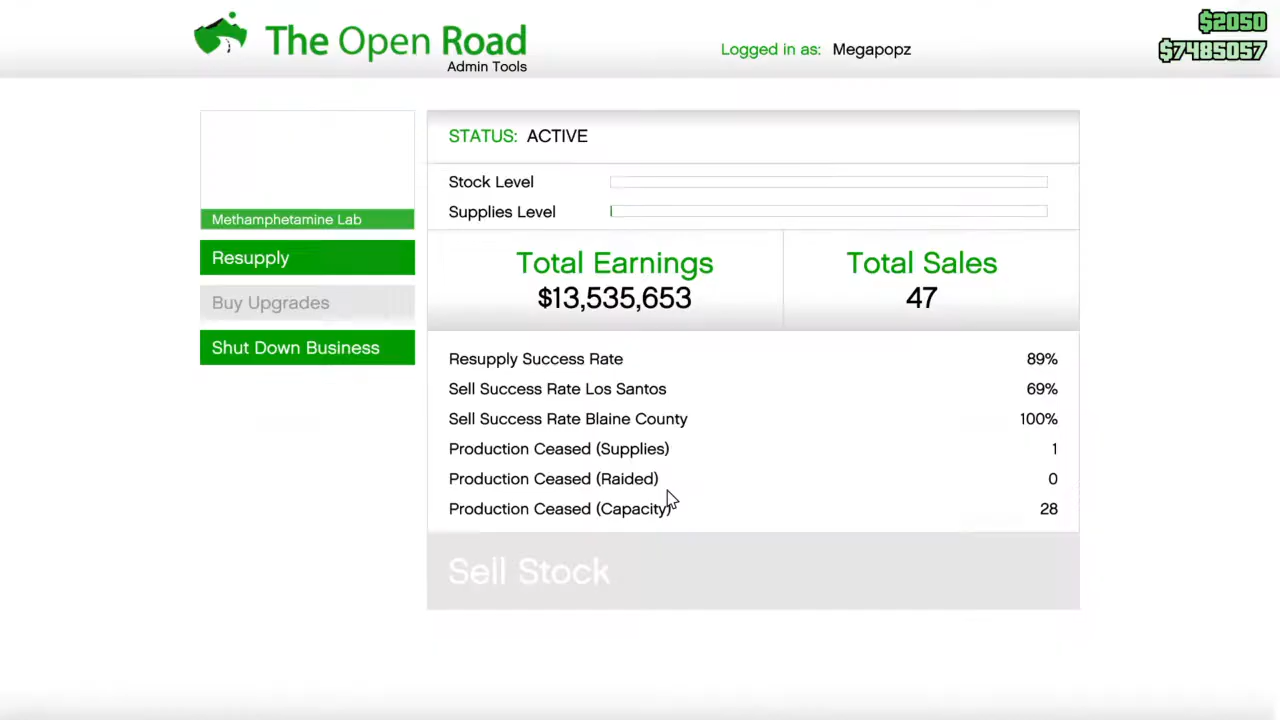 The Open Road
Admin Tools
Logged in as: Megapopz
$2050
$7485057
Methamphetamine Lab
Resupply
Buy Upgrades
Shut Down Business
STATUS: ACTIVE
Stock Level
Supplies Level
Total Earnings
$13,535,653
Total Sales
47
Resupply Success Rate 89%
Sell Success Rate Los Santos 69%
Sell Success Rate Blaine County 100%
Production Ceased (Supplies) 1
Production Ceased (Raided) 0
Production Ceased (Capacity) 28
Sell Stock